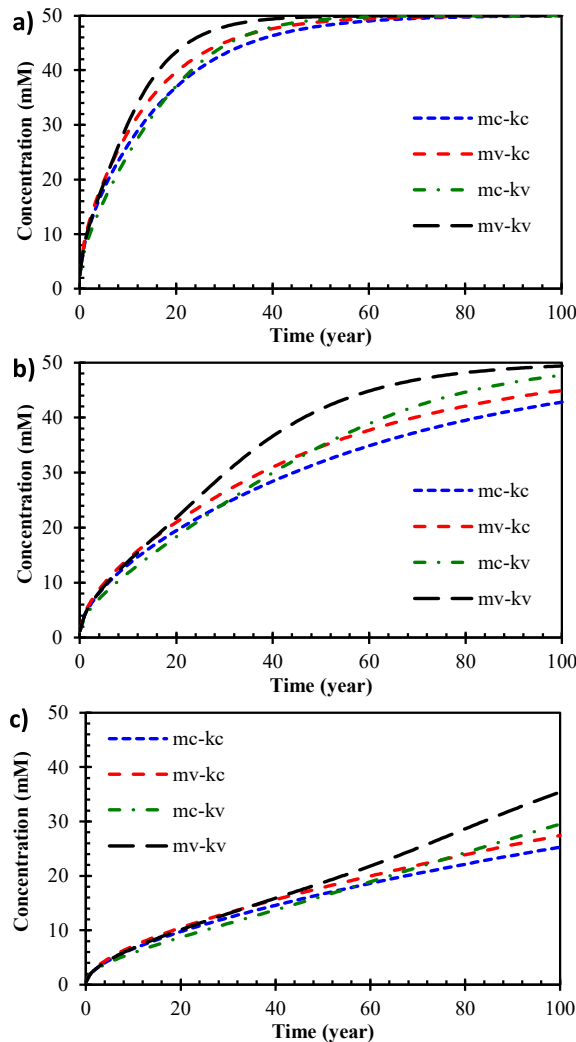 a)
50
40
30
20
10
0
Concentration (mM)
mc-kc
mv-kc
mc-kv
mv-kv
0 20 40 60 80 100
Time (year)
b)
50
40
30
20
10
0
Concentration (mM)
mc-kc
mv-kc
mc-kv
mv-kv
0 20 40 60 80 100
Time (year)
c)
50
40
30
20
10
0
Concentration (mM)
mc-kc
mv-kc
mc-kv
mv-kv
0 20 40 60 80 100
Time (year)